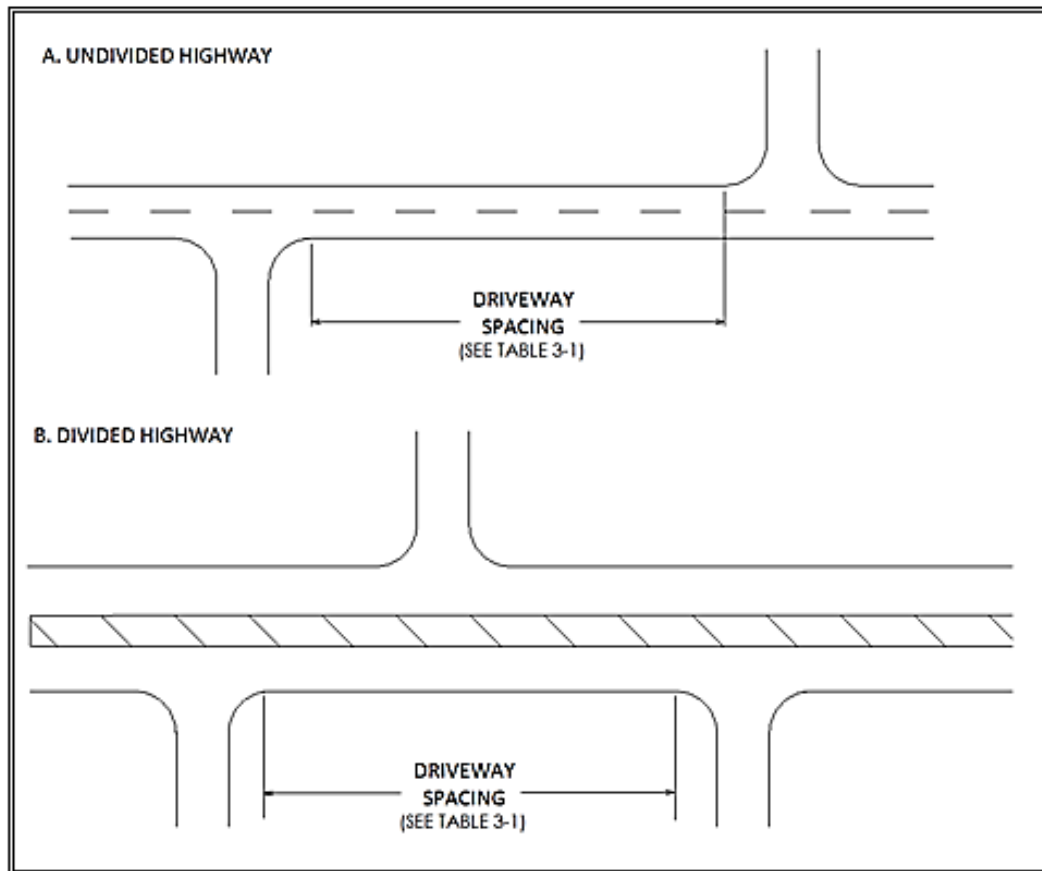 A. UNDIVIDED HIGHWAY
DRIVEWAY
SPACING
(SEE TABLE 3-1)
B. DIVIDED HIGHWAY
DRIVEWAY
SPACING
(SEE TABLE 3-1)